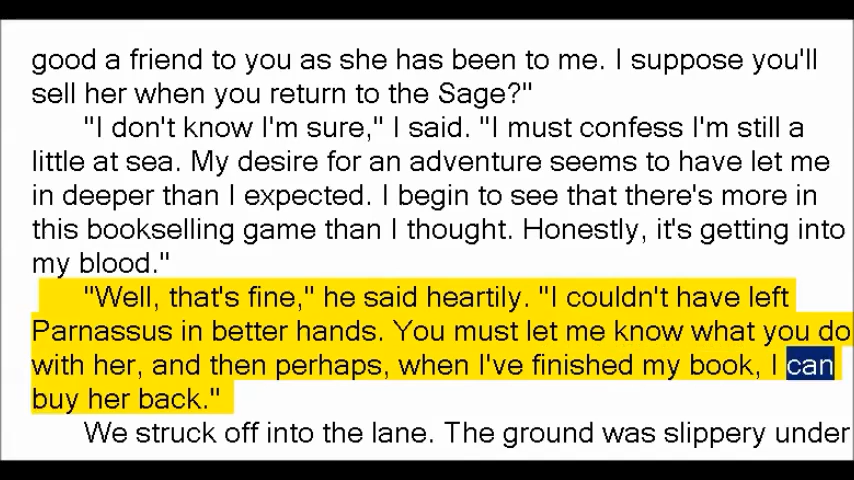 good a friend to you as she has been to me. I suppose you'll
sell her when you return to the Sage?"
"I don't know I'm sure," I said. "I must confess I'm still a
little at sea. My desire for an adventure seems to have let me
in deeper than I expected. I begin to see that there's more in
this bookselling game than I thought. Honestly, it's getting into
my blood."
"Well, that's fine," he said heartily. "I couldn't have left
Parnassus in better hands. You must let me know what you do
with her, and then perhaps, when I've finished my book, I can
buy her back."
We struck off into the lane. The ground was slippery under